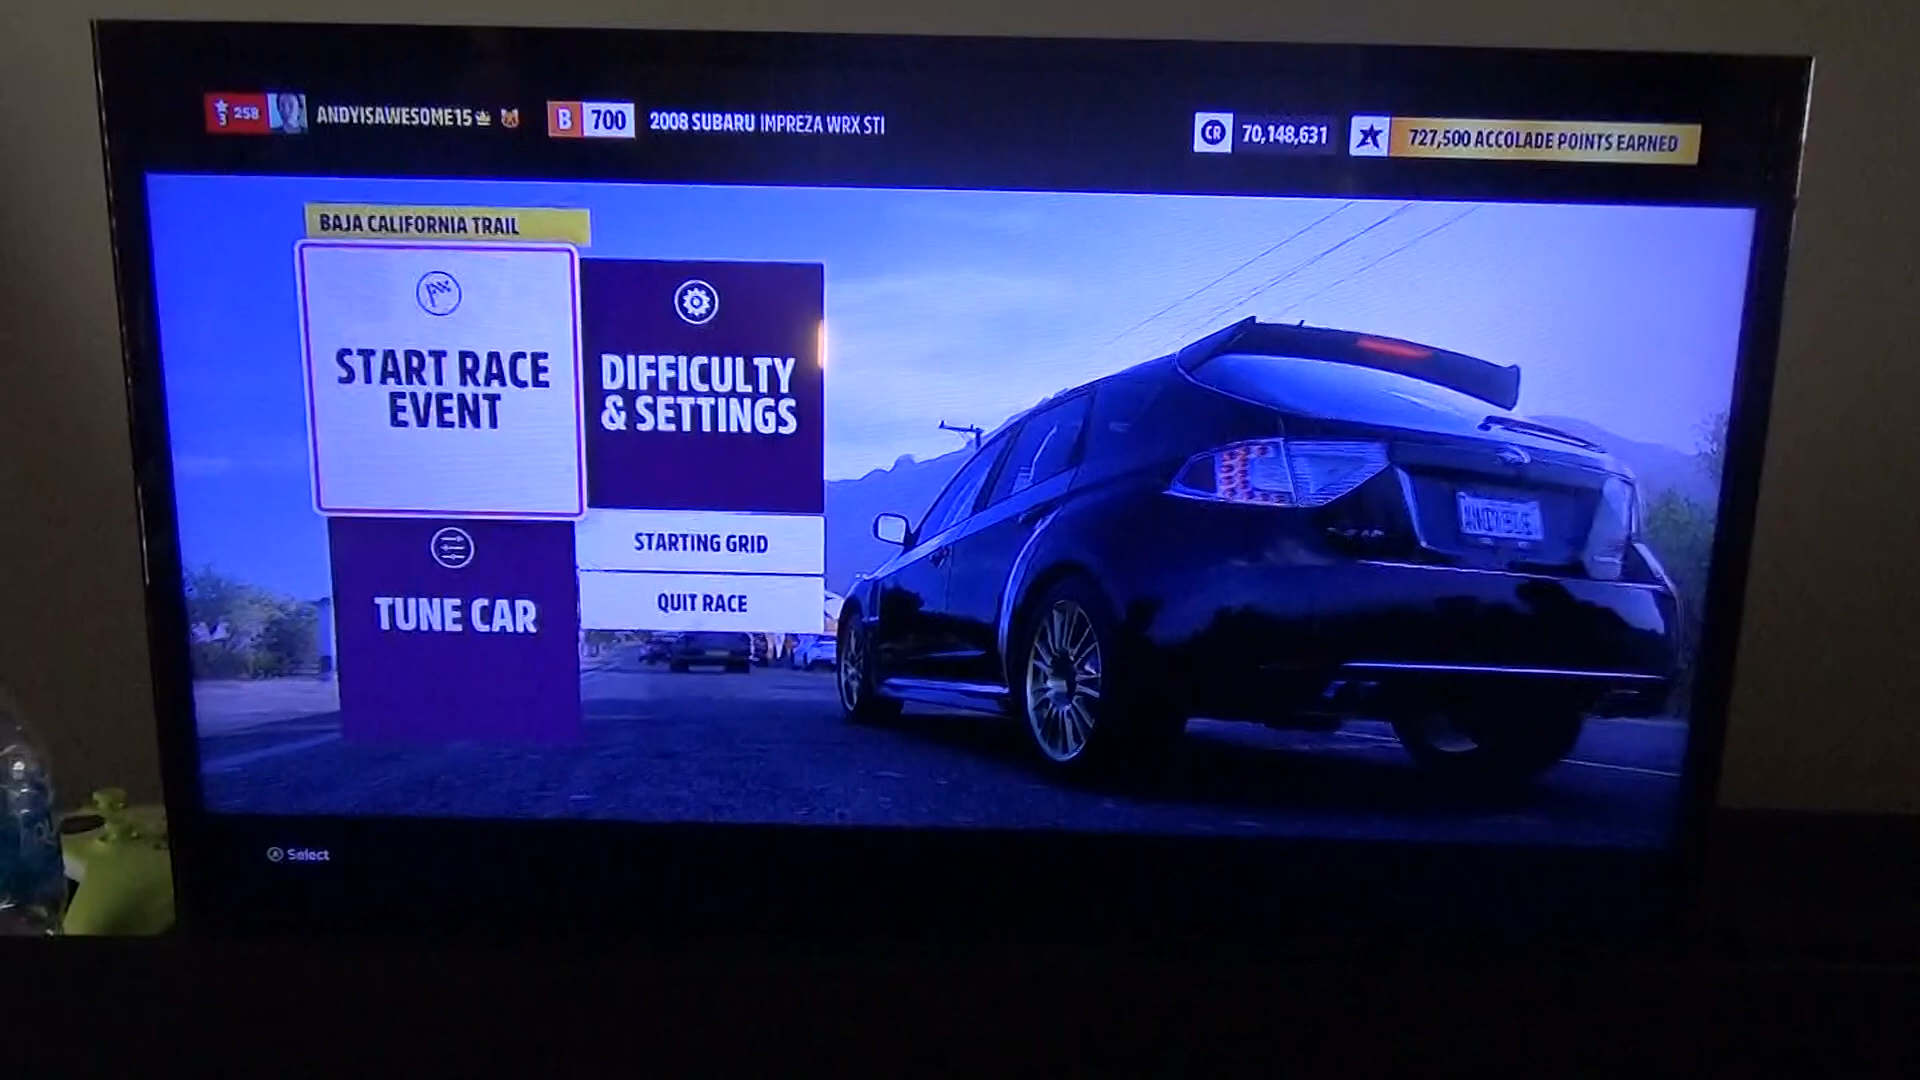 3 258 ANDYISAWESOME15 B 700 2008 SUBARU IMPREZA WRX STI CR 70,148,631 727,500 ACCOLADE POINTS EARNED
BAJA CALIFORNIA TRAIL
START RACE
EVENT
DIFFICULTY
& SETTINGS
TUNE CAR
STARTING GRID
QUIT RACE
A Select